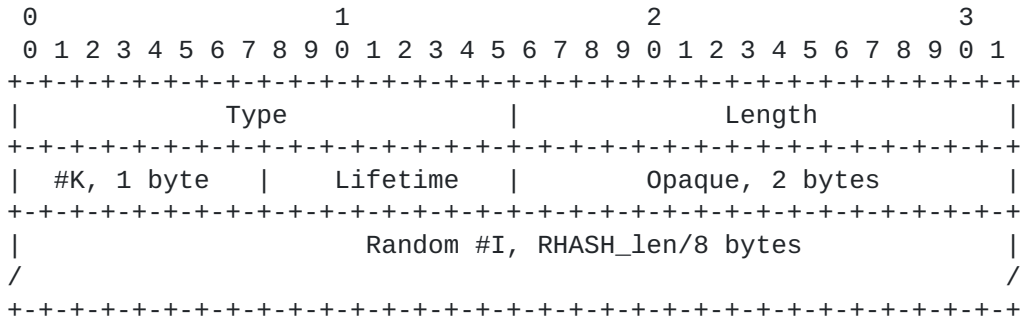 0                   1                   2                   3
 0 1 2 3 4 5 6 7 8 9 0 1 2 3 4 5 6 7 8 9 0 1 2 3 4 5 6 7 8 9 0 1
+-+-+-+-+-+-+-+-+-+-+-+-+-+-+-+-+-+-+-+-+-+-+-+-+-+-+-+-+-+-+-+-+
|             Type              |             Length            |
+-+-+-+-+-+-+-+-+-+-+-+-+-+-+-+-+-+-+-+-+-+-+-+-+-+-+-+-+-+-+-+-+
|  #K, 1 byte   |    Lifetime   |        Opaque, 2 bytes        |
+-+-+-+-+-+-+-+-+-+-+-+-+-+-+-+-+-+-+-+-+-+-+-+-+-+-+-+-+-+-+-+-+
|                      Random #I, RHASH_len/8 bytes             |
/                                                               /
+-+-+-+-+-+-+-+-+-+-+-+-+-+-+-+-+-+-+-+-+-+-+-+-+-+-+-+-+-+-+-+-+